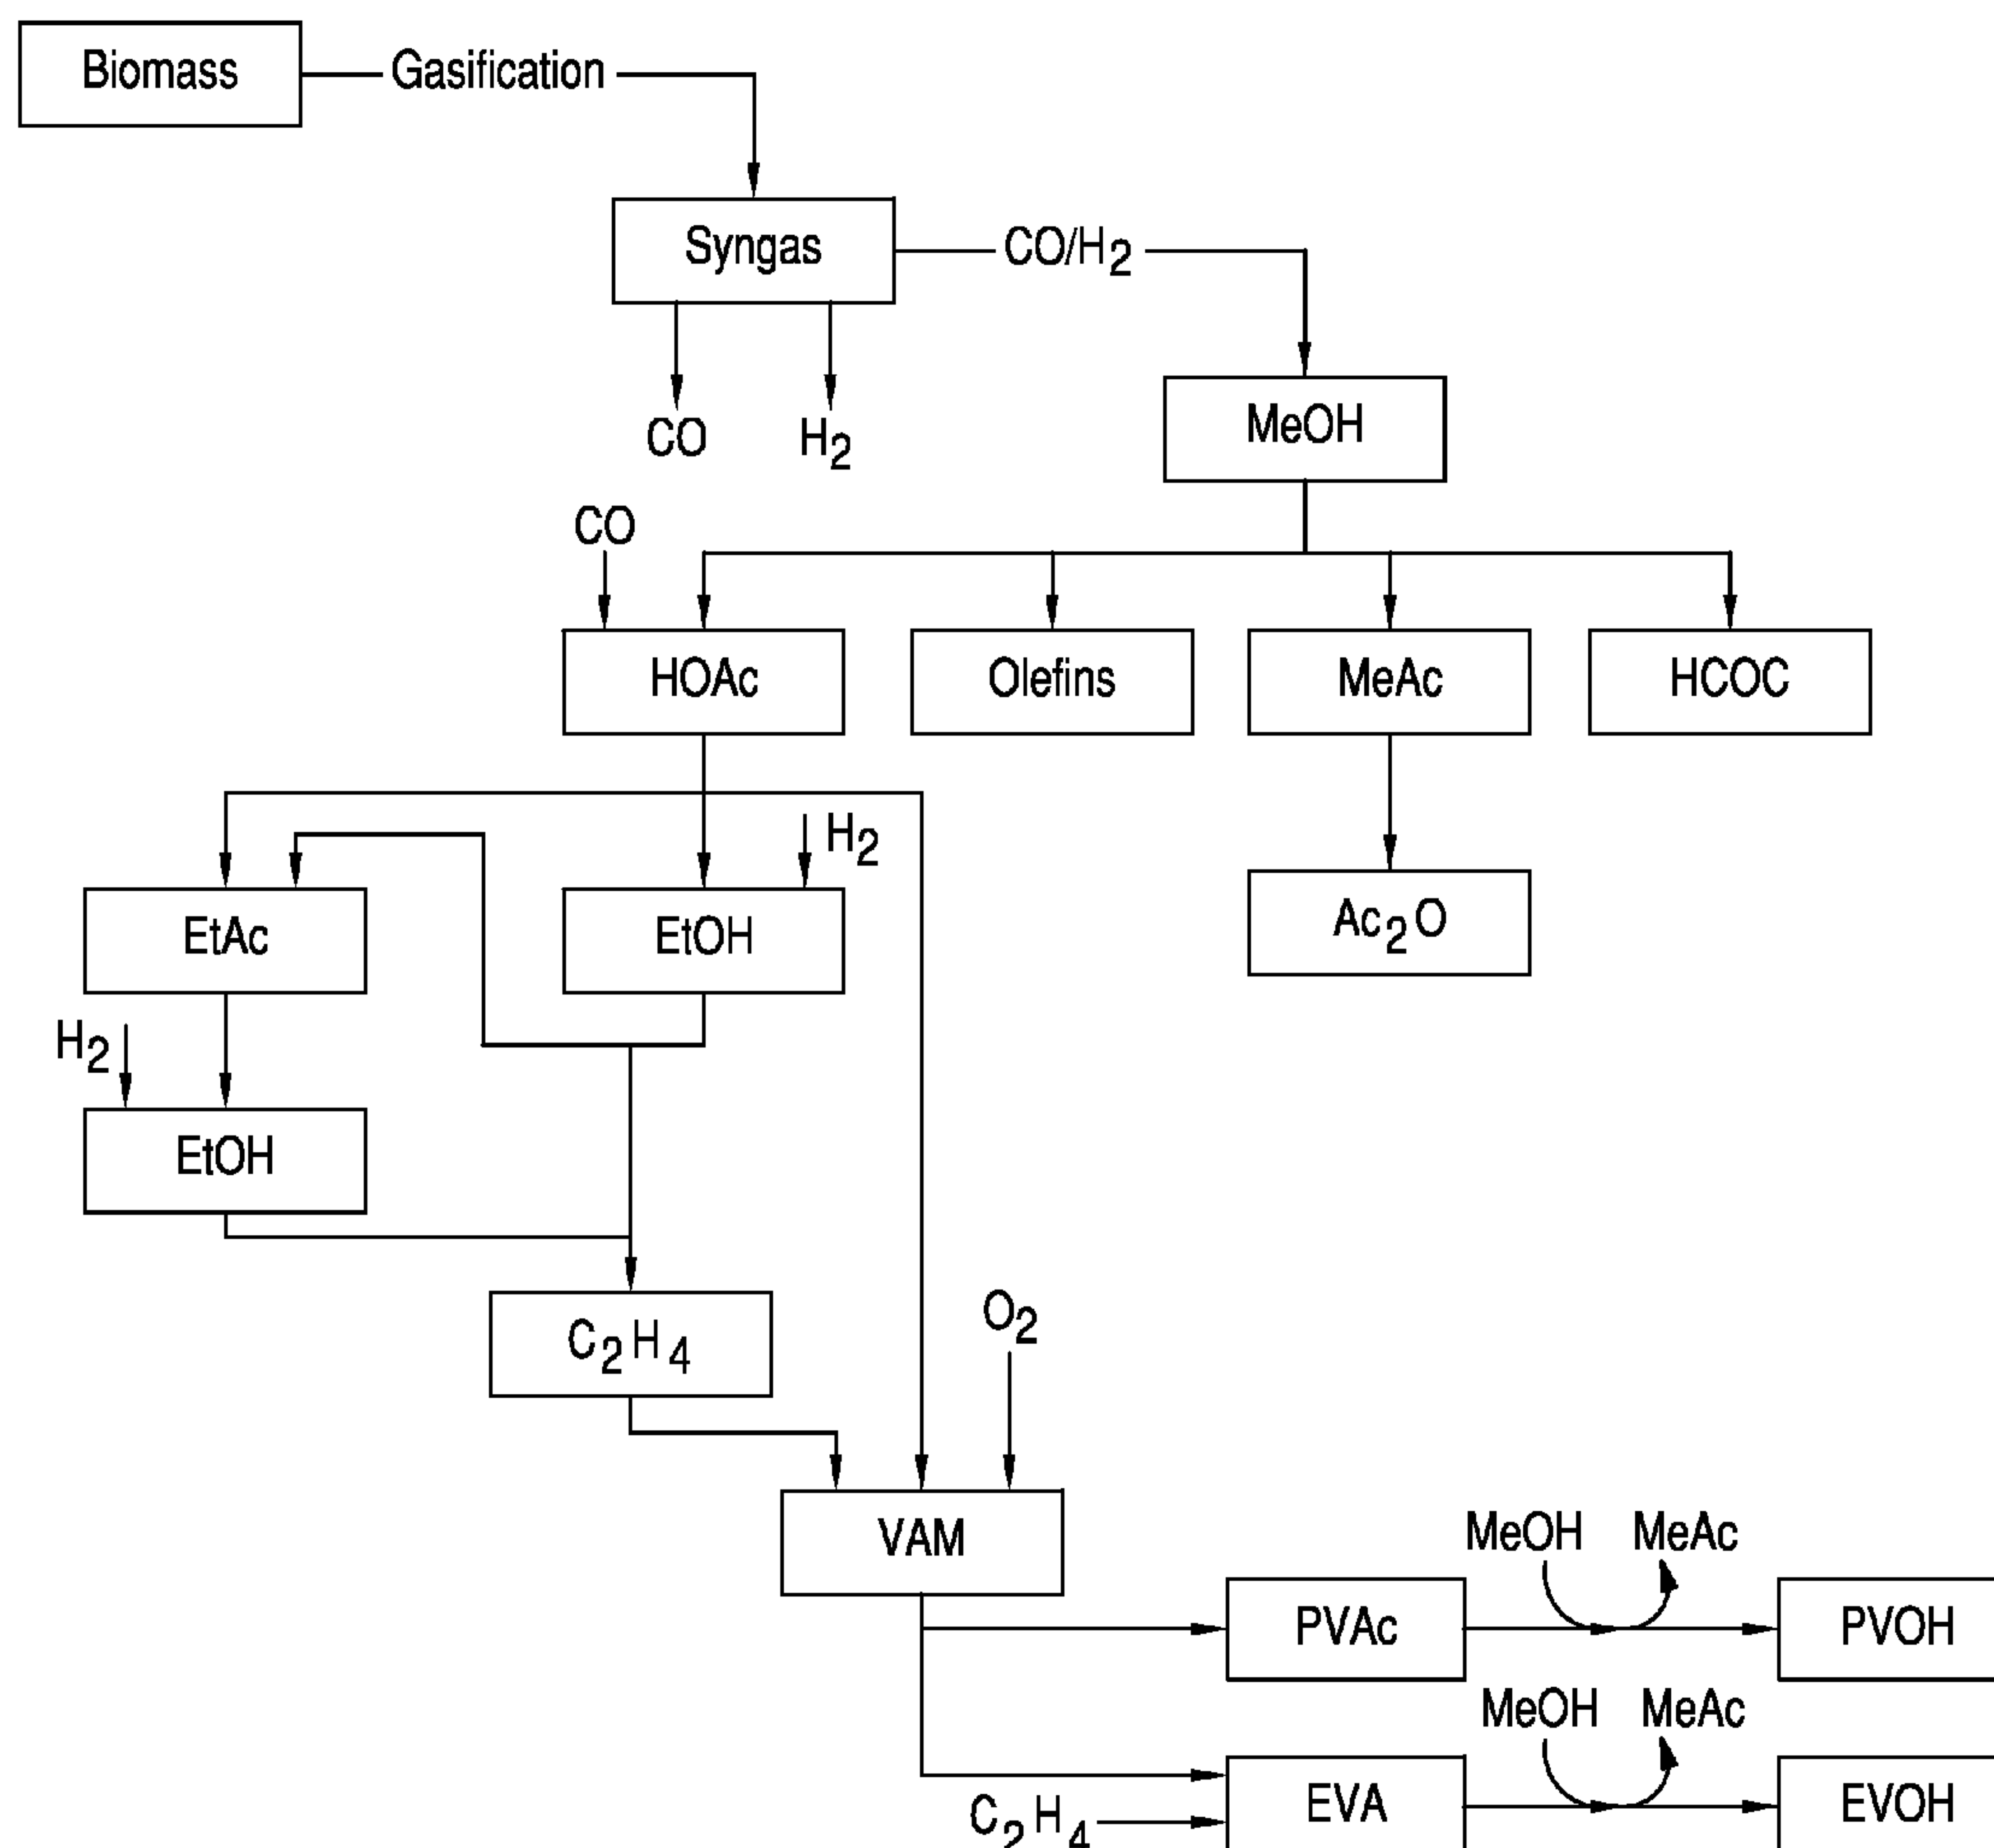 Biomass
Gasification
Syngas
CO/H2
CO
H2
MeOH
CO
HOAc
Olefins
MeAc
HCOC
H2
EtAc
EtOH
Ac2O
H2
EtOH
C2H4
O2
VAM
MeOH
MeAc
PVAc
PVOH
MeOH
MeAc
C2H4
EVA
EVOH